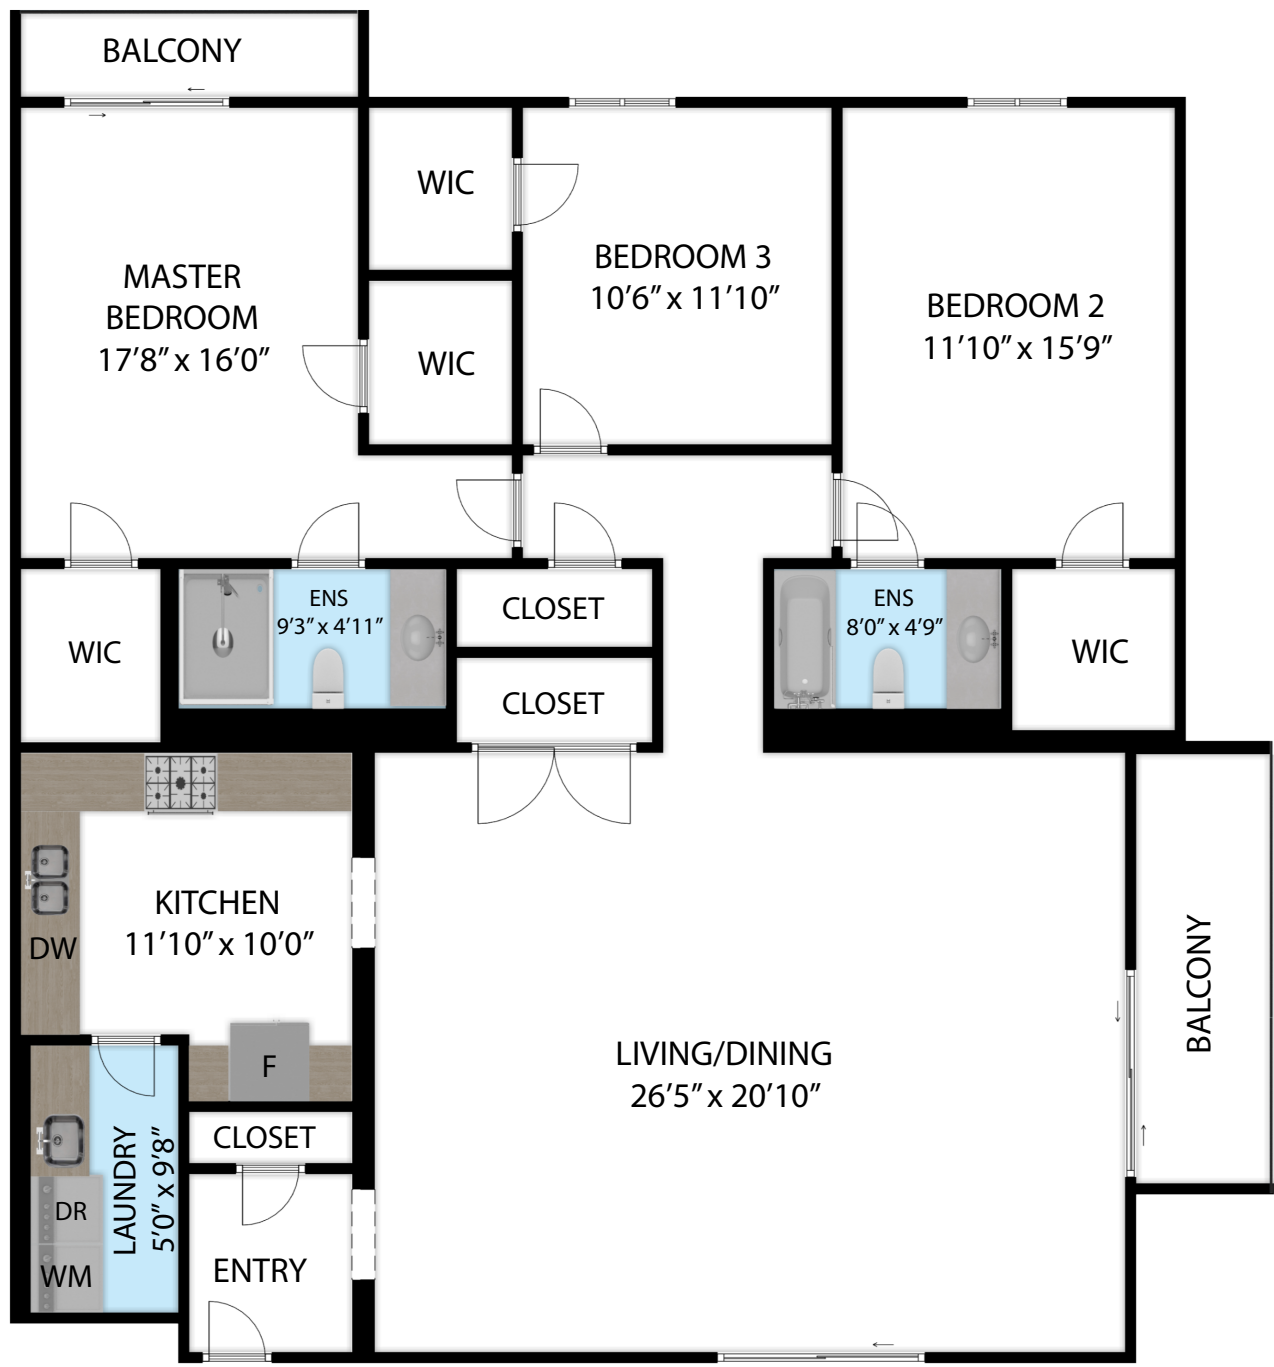 BALCONY
WIC
MASTER
BEDROOM
17'8” x 16'0”
WIC
BEDROOM 3
10'6” x 11'10”
BEDROOM 2
11'10” x 15'9”
WIC
ENS
9'3” x 4'11”
CLOSET
CLOSET
ENS
8'0” x 4'9”
WIC
KITCHEN
11'10” x 10'0”
DW
F
LIVING/DINING
26'5” x 20'10”
BALCONY
LAUNDRY
5'0” x 9'8”
DR
WM
CLOSET
ENTRY